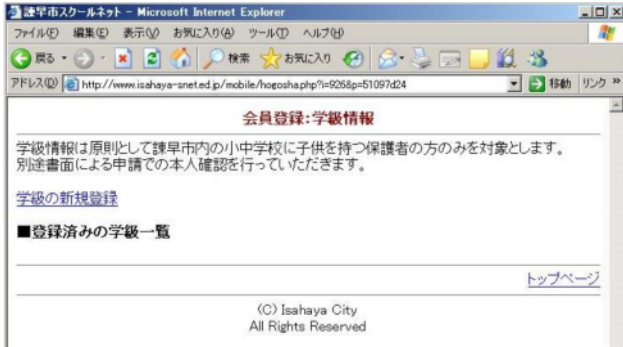 諫早市スクールネット - Microsoft Internet Explorer
ファイル(F) 編集(E) 表示(V) お気に入り(A) ツール(T) ヘルプ(H)
戻る 検索 お気に入り
アドレス(D) http://www.isahaya-snet.ed.jp/mobile/hogosha.php?i=926&p=51097d24 移動 リンク »
会員登録:学級情報
学級情報は原則として諫早市内の小中学校に子供を持つ保護者の方のみを対象とします。
別途書面による申請での本人確認を行っていただきます。
学級の新規登録
■登録済みの学級一覧
トップページ
(C) Isahaya City
All Rights Reserved